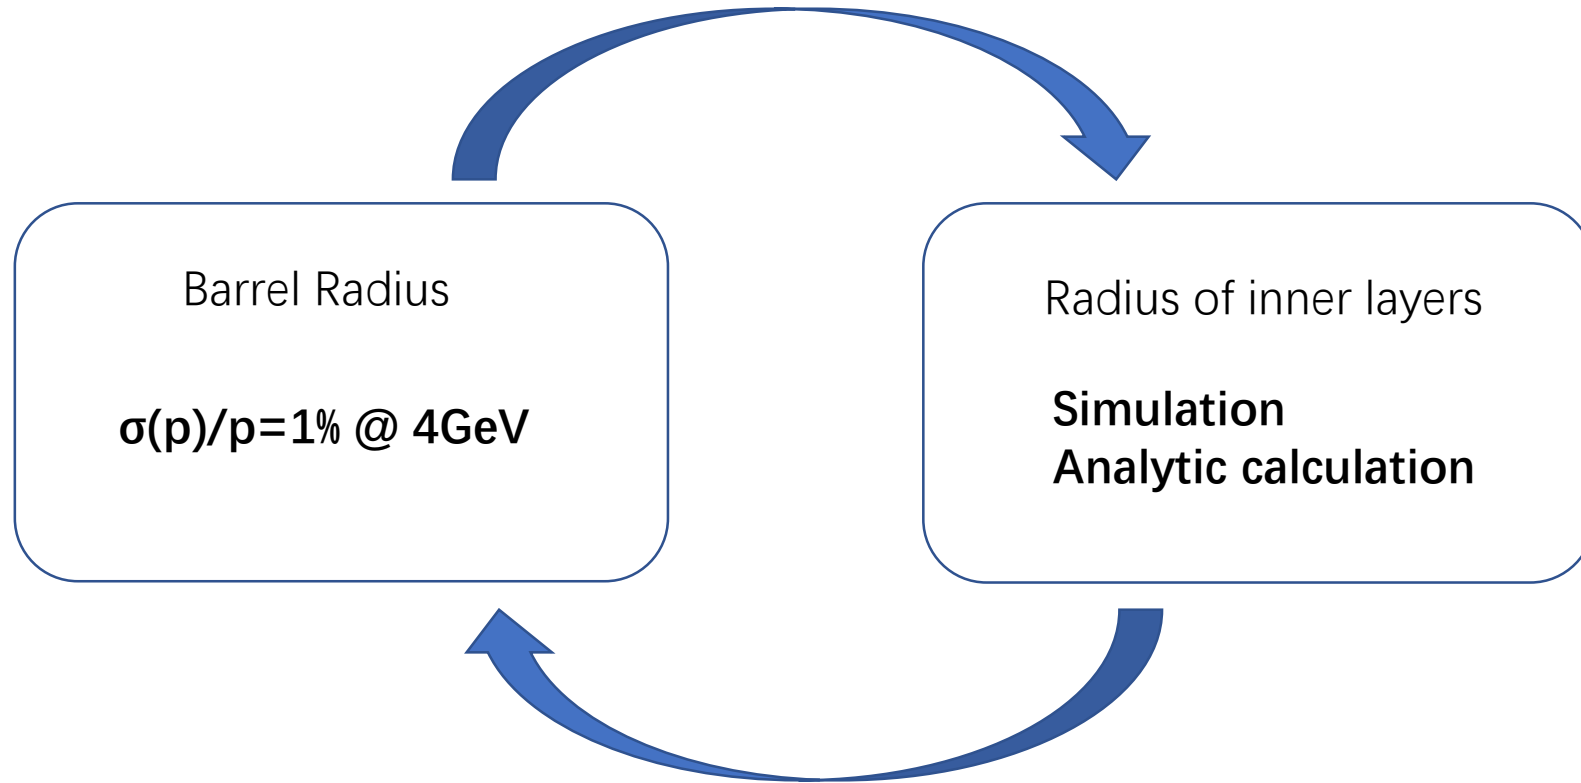 Barrel Radius
σ(p)/p=1% @ 4GeV
Radius of inner layers
Simulation
Analytic calculation